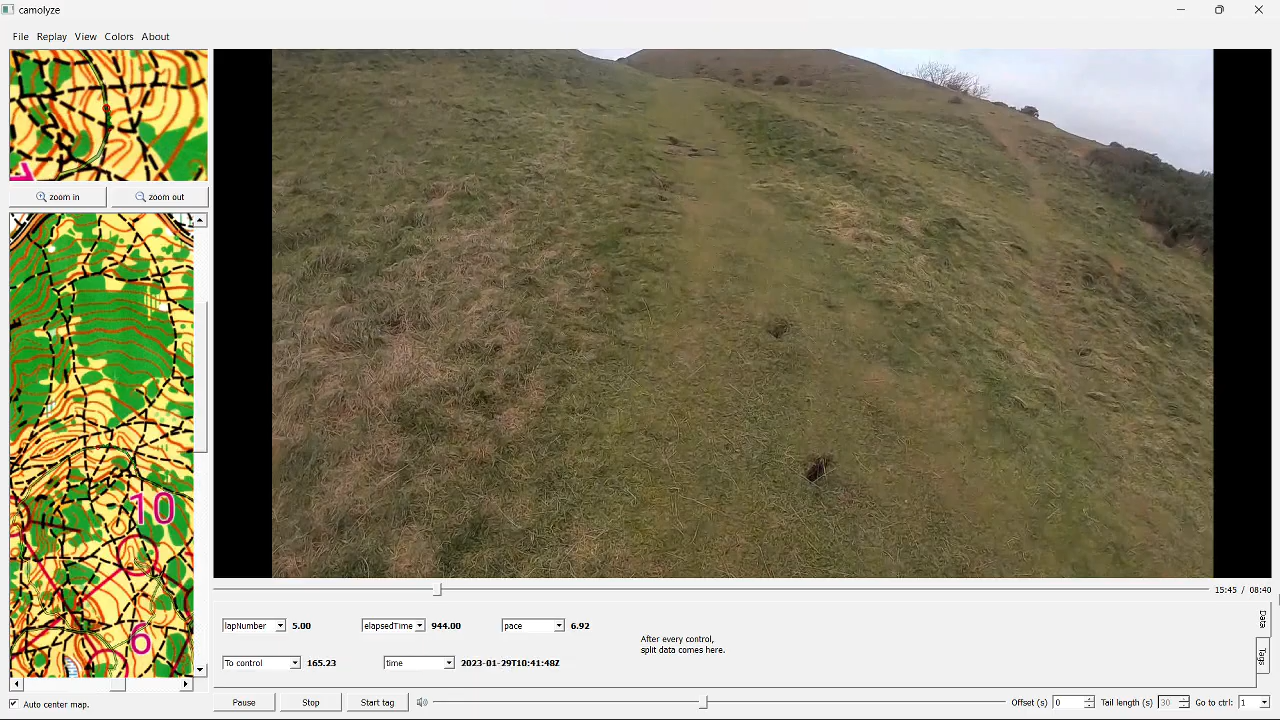 camolyze
File Replay View Colors About
zoom in zoom out
10
6
15:45 / 08:40
lapNumber 5.00 elapsedTime 944.00 pace 6.92
After every control,
split data comes here.
To control 165.23 time 2023-01-29T10:41:48Z
Data
Tags
Auto center map.
Pause Stop Start tag Offset (s) 0 Tail length (s) 30 Go to ctrl: 1